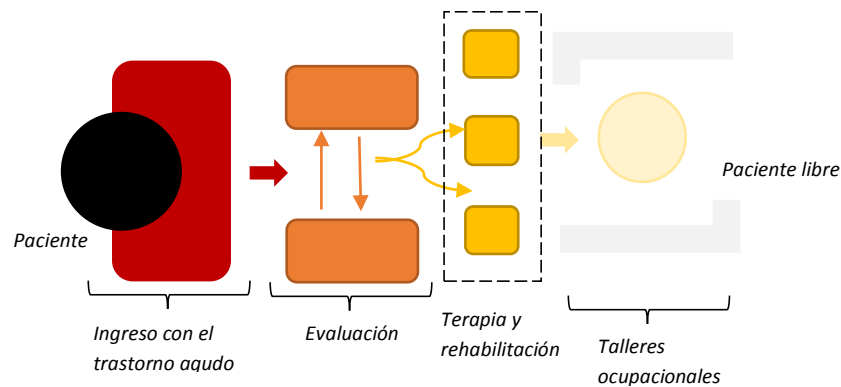 Paciente
Paciente libre
Ingreso con el
trastorno agudo
Evaluación
Terapia y
rehabilitación
Talleres
ocupacionales